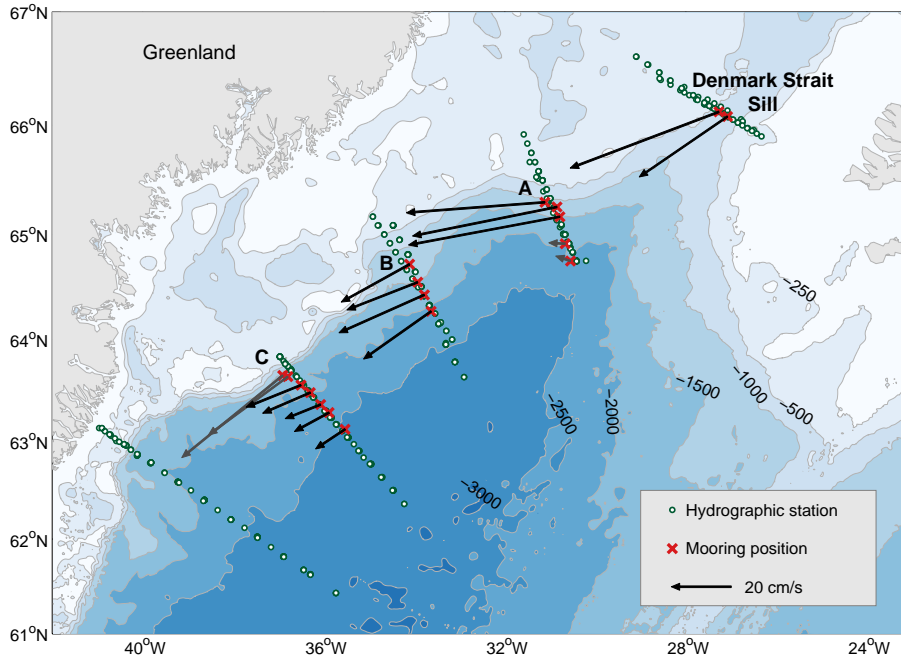 67°N
Greenland
Denmark Strait
Sill
66°N
A
65°N
B
−250
64°N
C
−1500
−1000
−500
−2500
−2000
63°N
−3000
Hydrographic station
Mooring position
62°N
20 cm/s
61°N
40°W
36°W
32°W
28°W
24°W